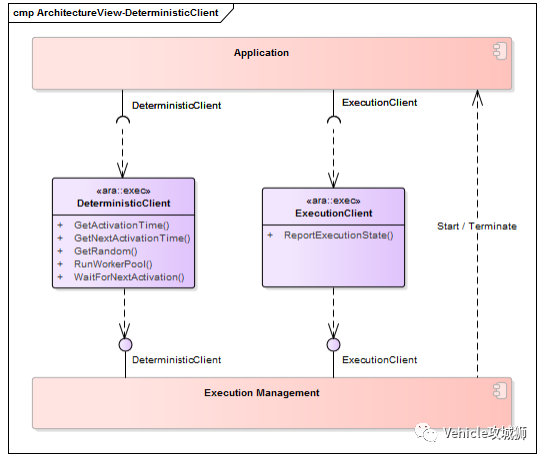 cmp ArchitectureView-DeterministicClient
Application
DeterministicClient
ExecutionClient
«ara::exec»
DeterministicClient
+ GetActivationTime()
+ GetNextActivationTime()
+ GetRandom()
+ RunWorkerPool()
+ WaitForNextActivation()
«ara::exec»
ExecutionClient
+ ReportExecutionState()
Start / Terminate
DeterministicClient
ExecutionClient
Execution Management
Vehicle攻城狮